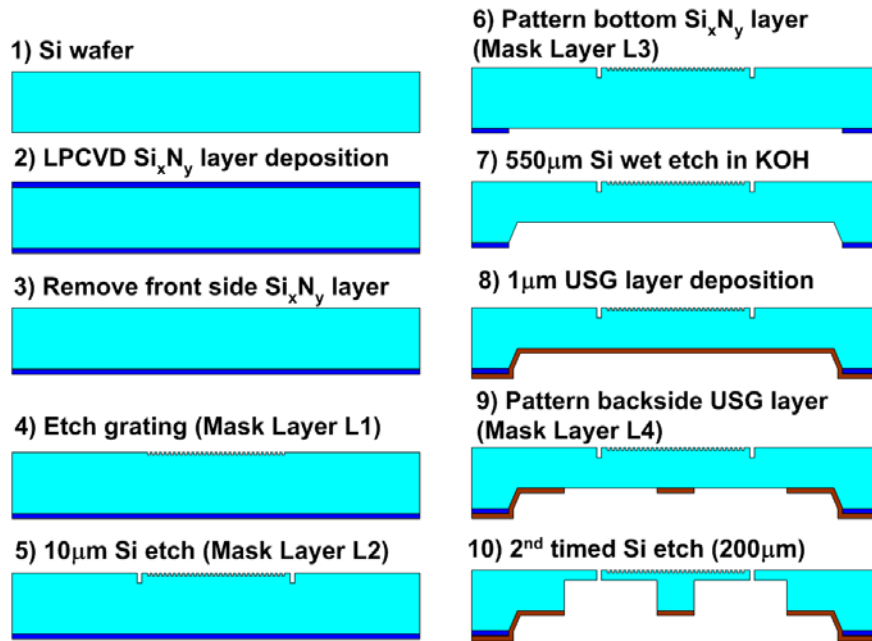 1) Si wafer
2) LPCVD SixNy layer deposition
3) Remove front side SixNy layer
4) Etch grating (Mask Layer L1)
5) 10μm Si etch (Mask Layer L2)
6) Pattern bottom SixNy layer
(Mask Layer L3)
7) 550μm Si wet etch in KOH
8) 1μm USG layer deposition
9) Pattern backside USG layer
(Mask Layer L4)
10) 2nd timed Si etch (200μm)